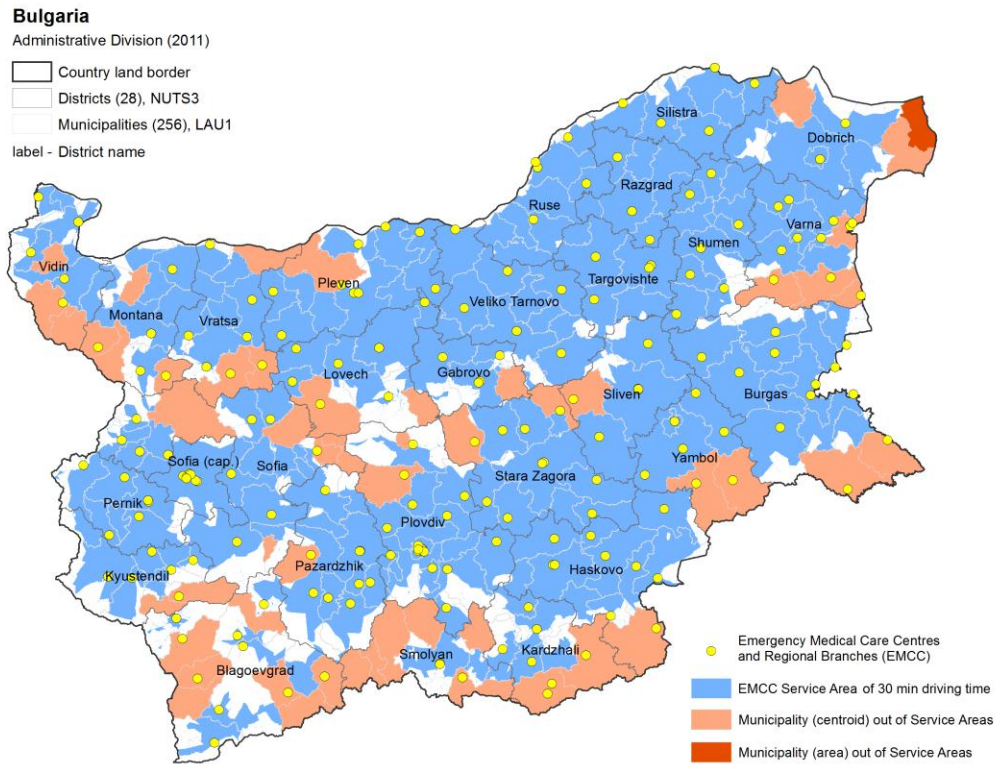 Bulgaria
Administrative Division (2011)
Country land border
Districts (28), NUTS3
Municipalities (256), LAU1
label - District name
Silistra
Dobrich
Razgrad
Ruse
Varna
Shumen
Vidin
Targovishte
Pleven
Veliko Tarnovo
Montana
Vratsa
Lovech
Gabrovo
Sliven
Burgas
Yambol
Sofia (cap.)
Sofia
Stara Zagora
Pernik
Plovdiv
Pazardzhik
Haskovo
Kyustendil
Smolyan
Kardzhali
Blagoevgrad
Emergency Medical Care Centres
and Regional Branches (EMCC)
EMCC Service Area of 30 min driving time
Municipality (centroid) out of Service Areas
Municipality (area) out of Service Areas